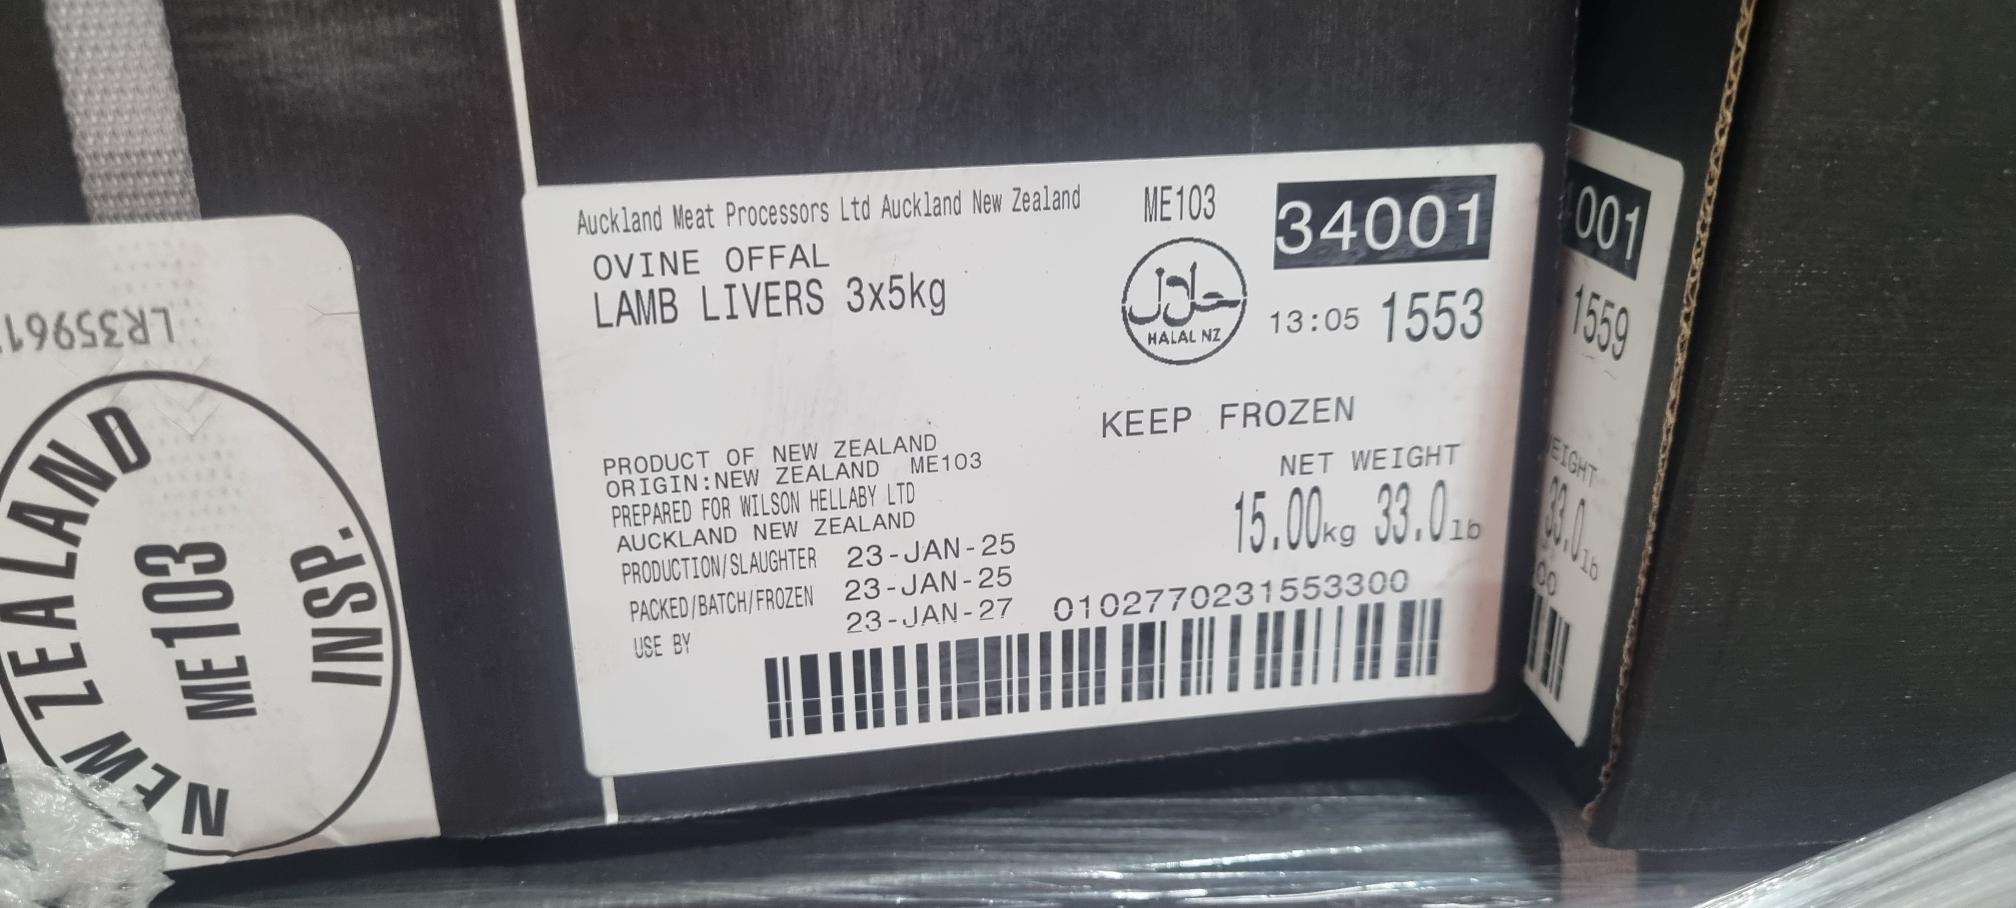 Auckland Meat Processors Ltd Auckland New Zealand
ME103
34001
OVINE OFFAL
LAMB LIVERS 3x5kg
حلال
HALAL NZ
13:05 1553
KEEP FROZEN
PRODUCT OF NEW ZEALAND
ORIGIN:NEW ZEALAND ME103
PREPARED FOR WILSON HELLABY LTD
AUCKLAND NEW ZEALAND
NET WEIGHT
15.00kg 33.0lb
PRODUCTION/SLAUGHTER 23-JAN-25
PACKED/BATCH/FROZEN 23-JAN-25
USE BY 23-JAN-27
0102770231553300
NEW ZEALAND
ME103
INSP.
001
1559
33.0lb